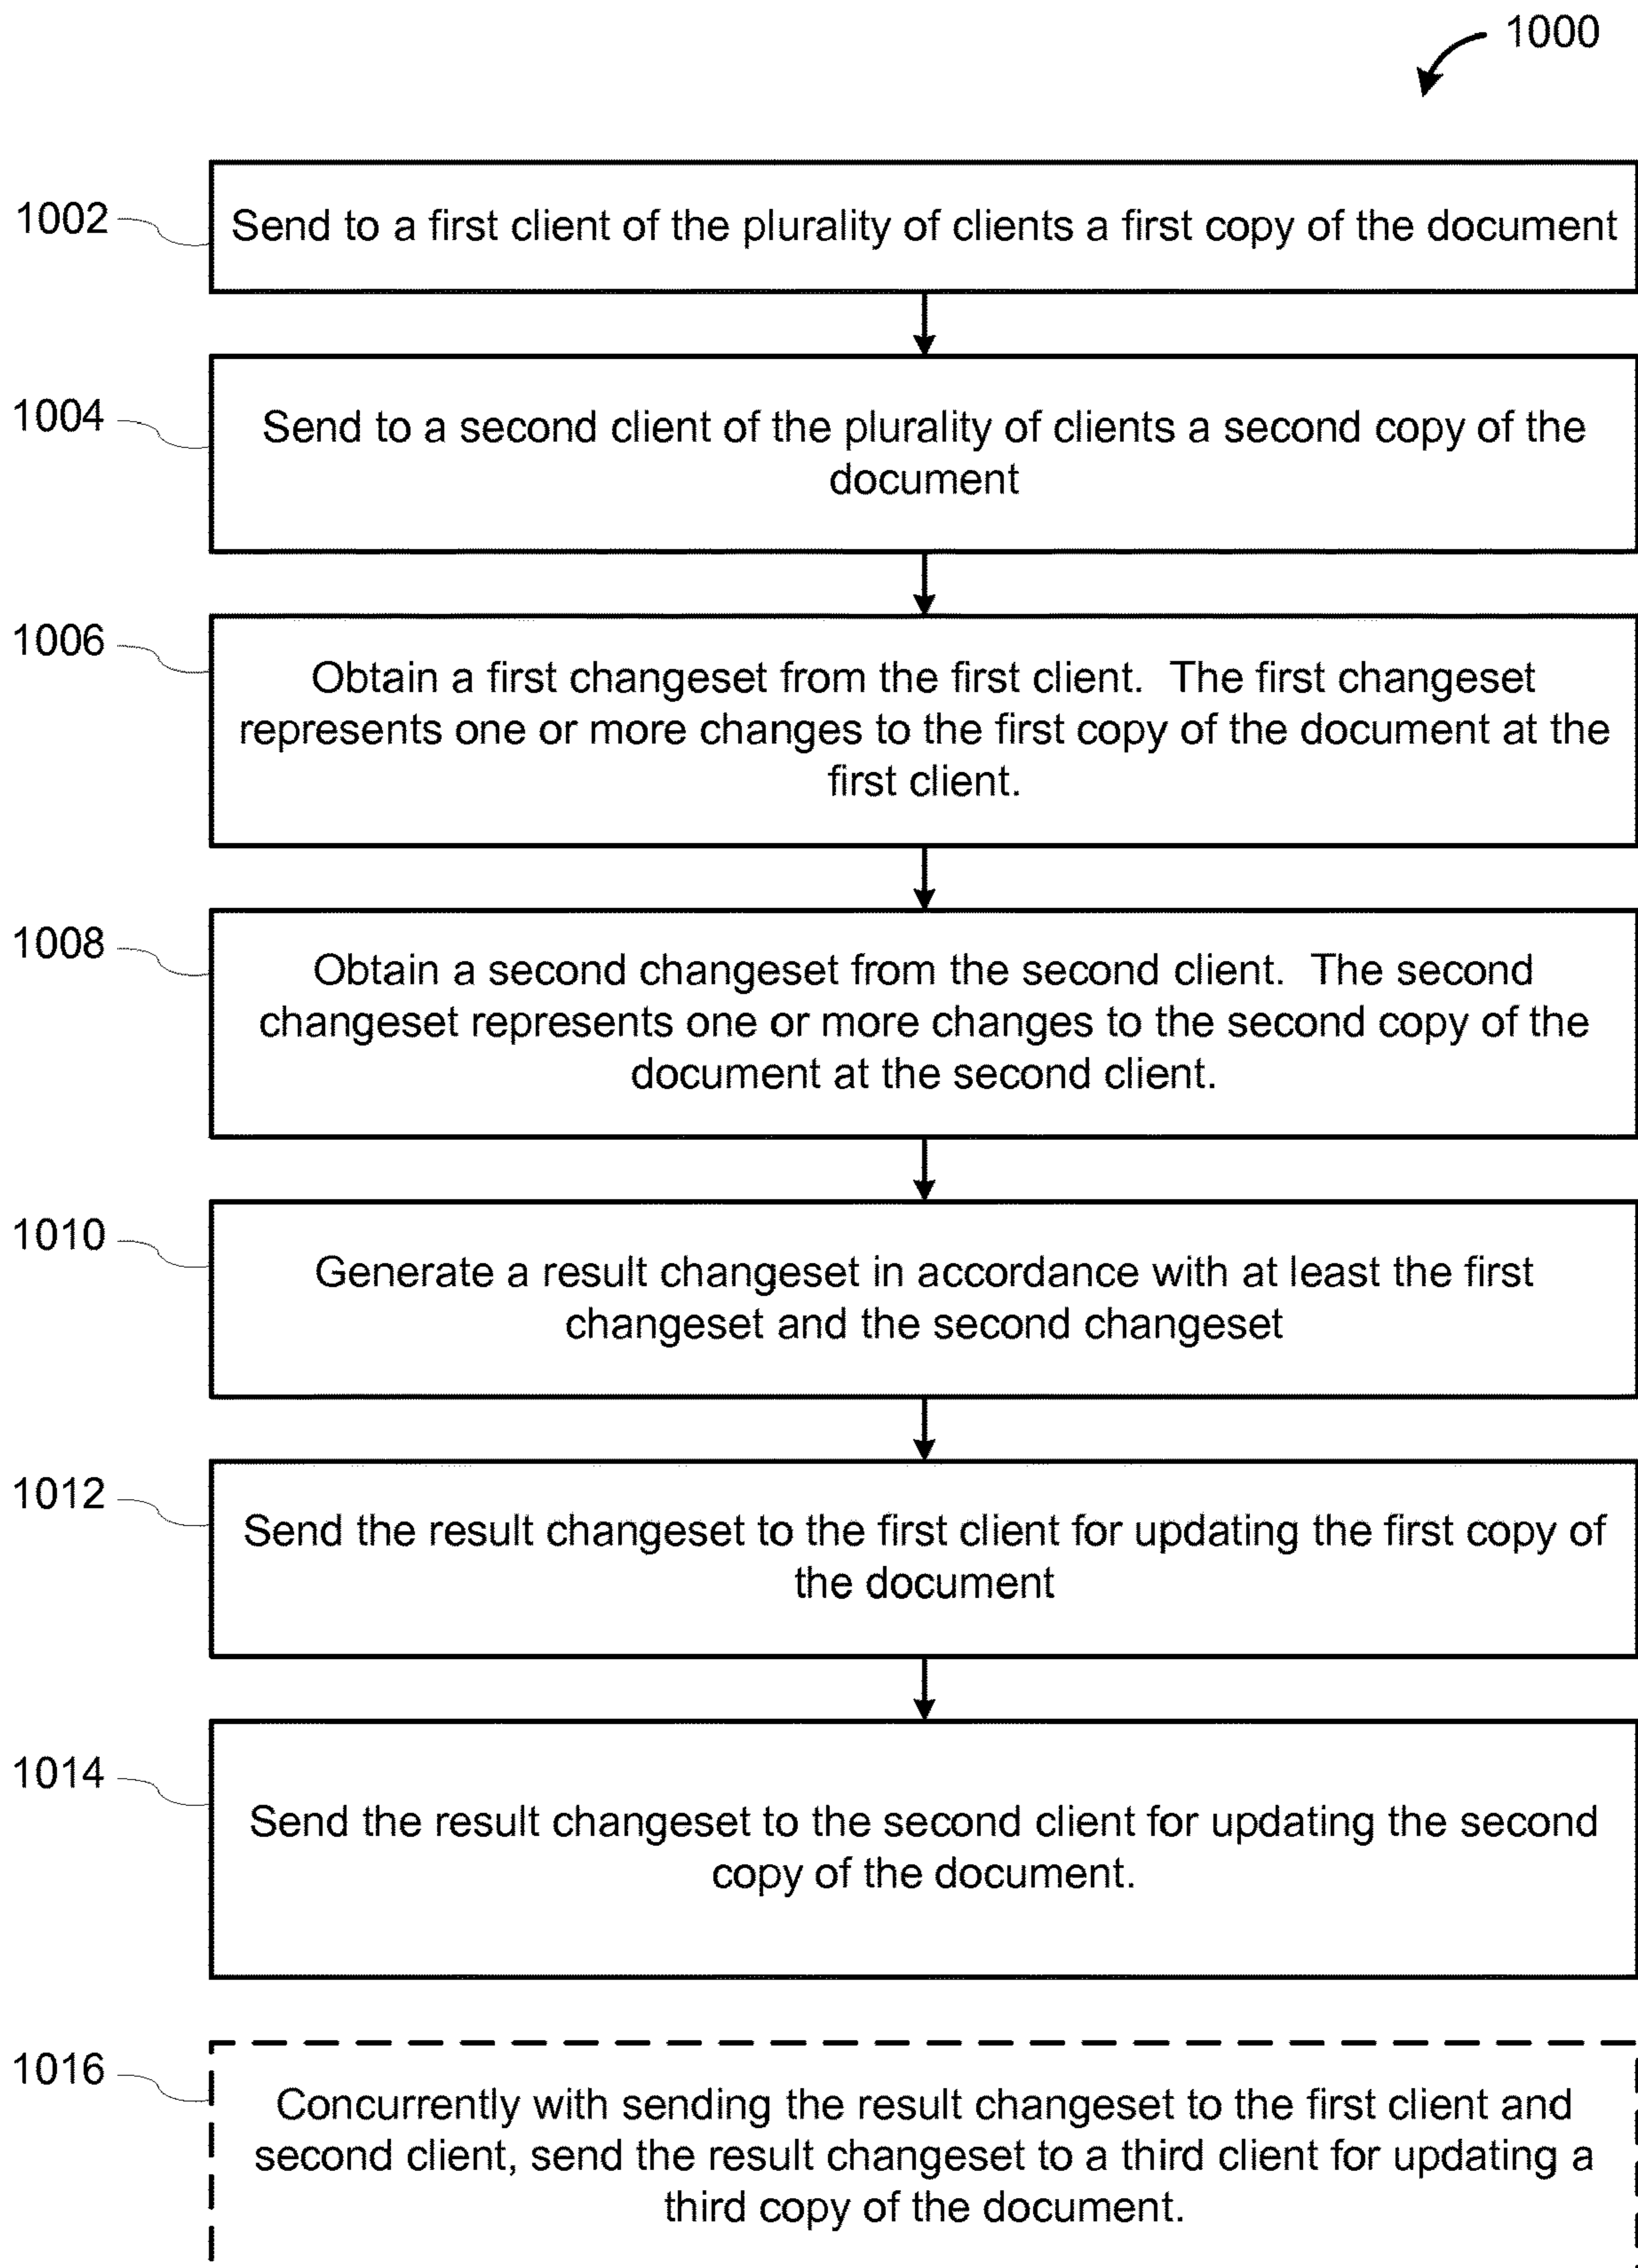 1000
1002
Send to a first client of the plurality of clients a first copy of the document
1004
Send to a second client of the plurality of clients a second copy of the
document
1006
Obtain a first changeset from the first client.  The first changeset
represents one or more changes to the first copy of the document at the
first client.
1008
Obtain a second changeset from the second client.  The second
changeset represents one or more changes to the second copy of the
document at the second client.
1010
Generate a result changeset in accordance with at least the first
changeset and the second changeset
1012
Send the result changeset to the first client for updating the first copy of
the document
1014
Send the result changeset to the second client for updating the second
copy of the document.
1016
Concurrently with sending the result changeset to the first client and
second client, send the result changeset to a third client for updating a
third copy of the document.